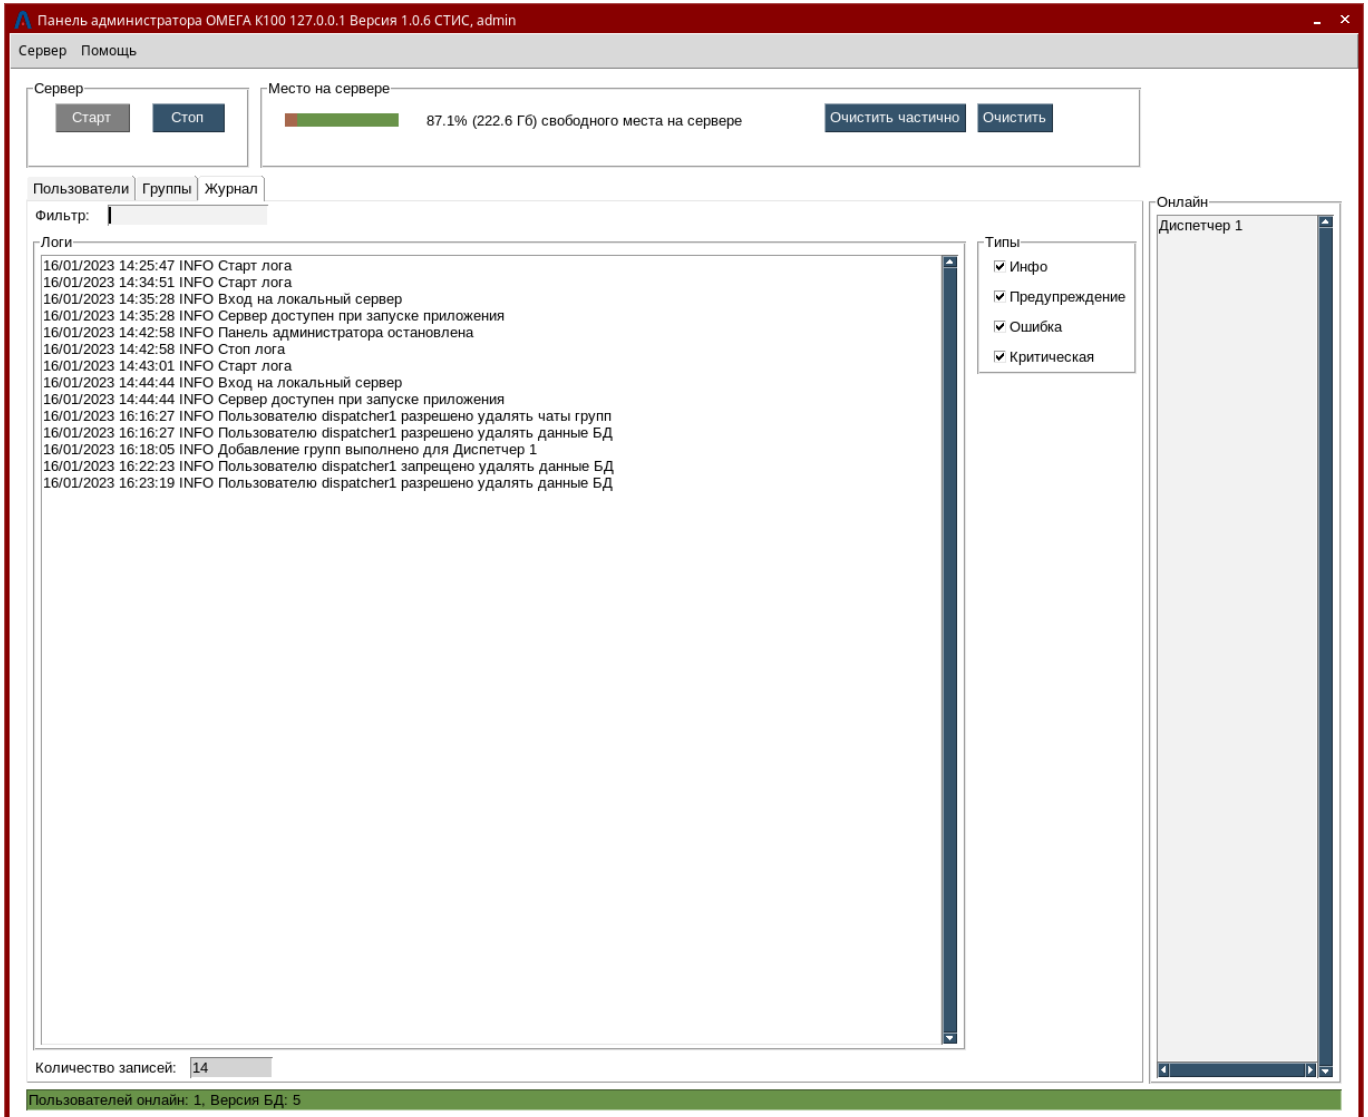 Панель администратора ОМЕГА К100 127.0.0.1 Версия 1.0.6 СТИС, admin
Сервер Помощь
Сервер
Место на сервере
Старт Стоп
87.1% (222.6 Гб) свободного места на сервере
Очистить частично Очистить
Пользователи Группы Журнал
Фильтр:
Логи
16/01/2023 14:25:47 INFO Старт лога
16/01/2023 14:34:51 INFO Старт лога
16/01/2023 14:35:28 INFO Вход на локальный сервер
16/01/2023 14:35:28 INFO Сервер доступен при запуске приложения
16/01/2023 14:42:58 INFO Панель администратора остановлена
16/01/2023 14:42:58 INFO Стоп лога
16/01/2023 14:43:01 INFO Старт лога
16/01/2023 14:44:44 INFO Вход на локальный сервер
16/01/2023 14:44:44 INFO Сервер доступен при запуске приложения
16/01/2023 16:16:27 INFO Пользователю dispatcher1 разрешено удалять чаты групп
16/01/2023 16:16:27 INFO Пользователю dispatcher1 разрешено удалять данные БД
16/01/2023 16:18:05 INFO Добавление групп выполнено для Диспетчер 1
16/01/2023 16:22:23 INFO Пользователю dispatcher1 запрещено удалять данные БД
16/01/2023 16:23:19 INFO Пользователю dispatcher1 разрешено удалять данные БД
Типы
Инфо
Предупреждение
Ошибка
Критическая
Онлайн
Диспетчер 1
Количество записей: 14
Пользователей онлайн: 1, Версия БД: 5